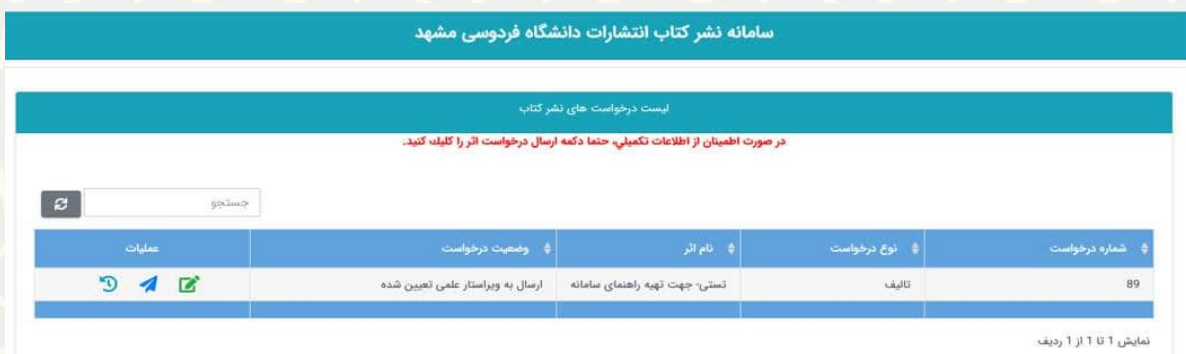 سامانه نشر کتاب انتشارات دانشگاه فردوسی مشهد
لیست درخواست های نشر کتاب
در صورت اطمینان از اطلاعات تکمیلی، حتما دکمه ارسال درخواست اثر را کلیك کنید.
جستجو
شماره درخواست نوع درخواست نام اثر وضعیت درخواست عملیات
89 تالیف تستی- جهت تهیه راهنمای سامانه ارسال به ویراستار علمی تعیین شده
نمایش 1 تا 1 از 1 ردیف